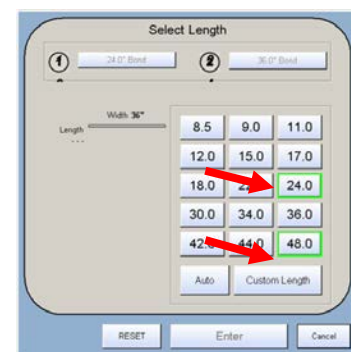 Select Length
1 24.0" Bond 2 36.0" Bond
Width 36"
Length
---
8.5 9.0 11.0
12.0 15.0 17.0
18.0 24.0
30.0 34.0 36.0
42.0 44.0 48.0
Auto Custom Length
RESET Enter Cancel